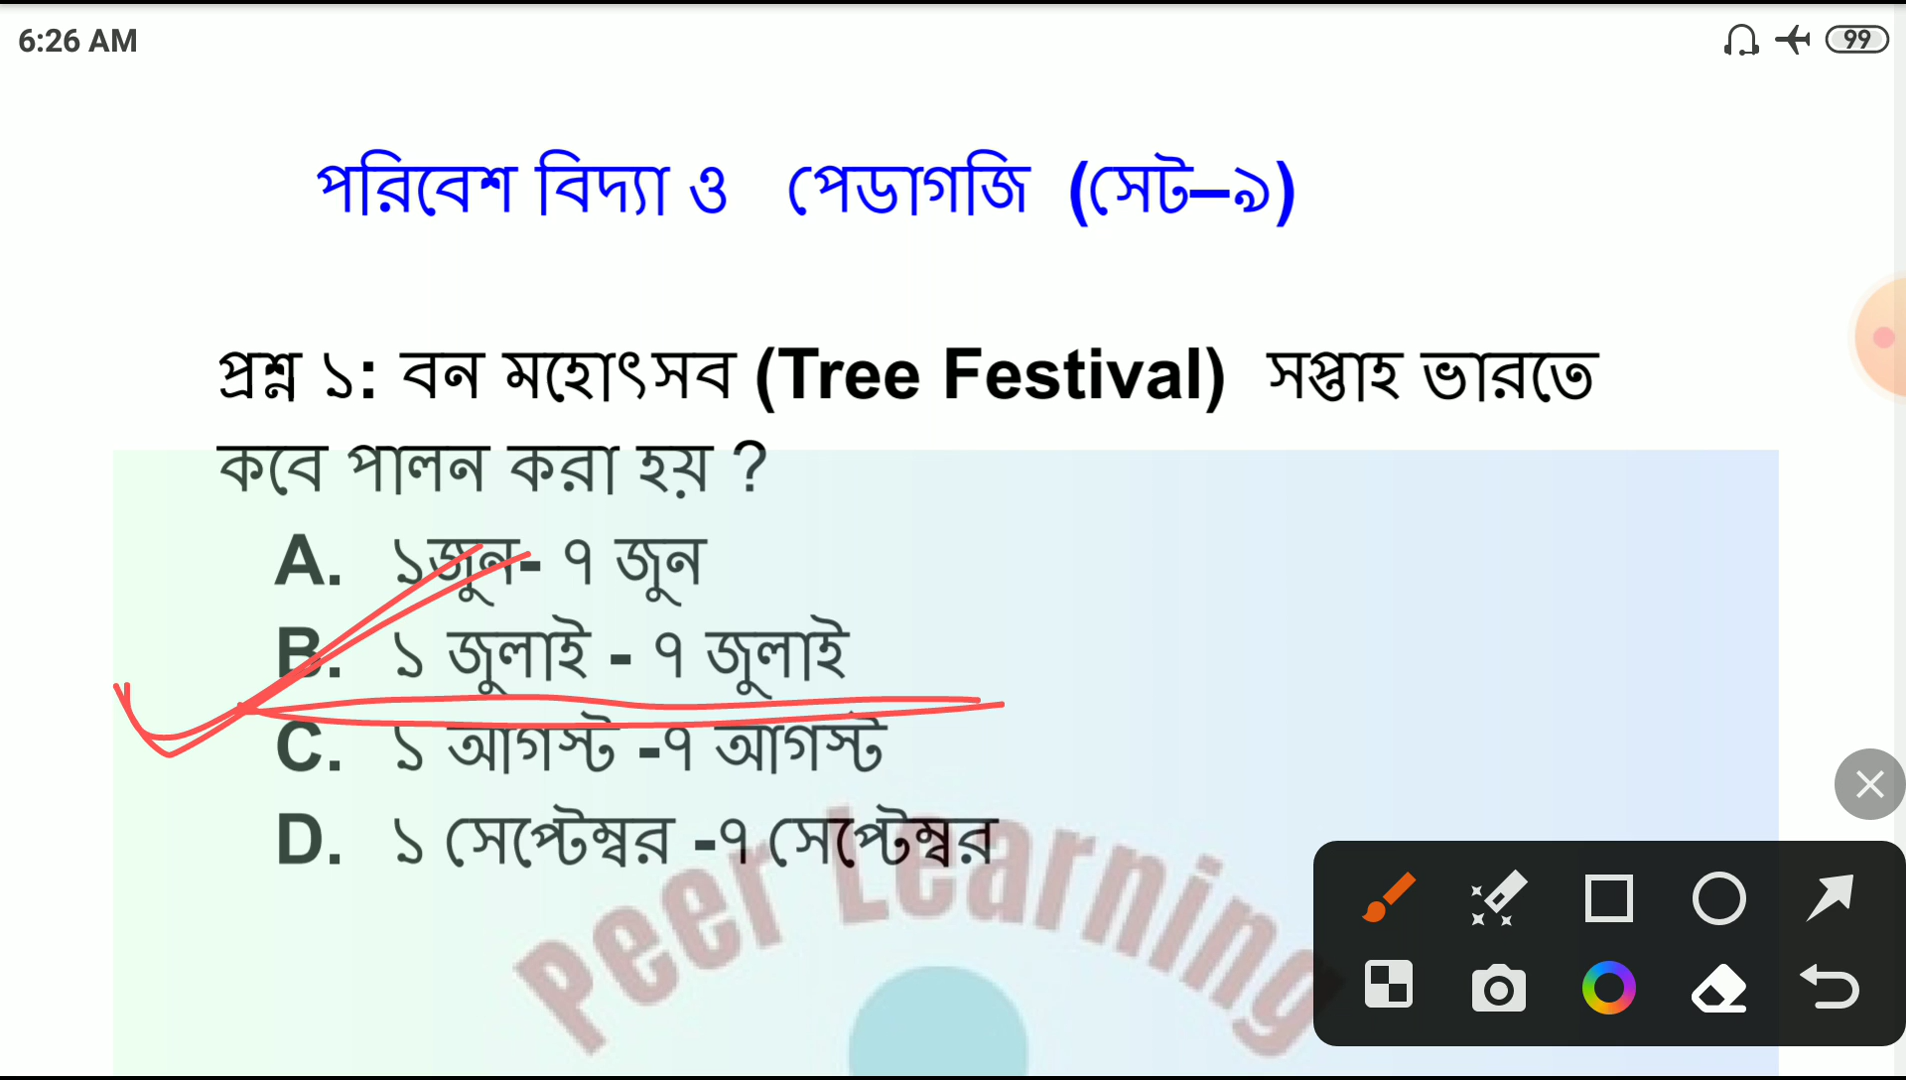 6:26 AM
99
পরিবেশ বিদ্যা ও পেডাগজি (সেট–৯)
প্রশ্ন ১: বন মহোৎসব (Tree Festival) সপ্তাহ ভারতে
কবে পালন করা হয় ?
A. ১জুন- ৭ জুন
B. ১ জুলাই - ৭ জুলাই
C. ১ আগস্ট -৭ আগস্ট
D. ১ সেপ্টেম্বর -৭ সেপ্টেম্বর
Peer Learning